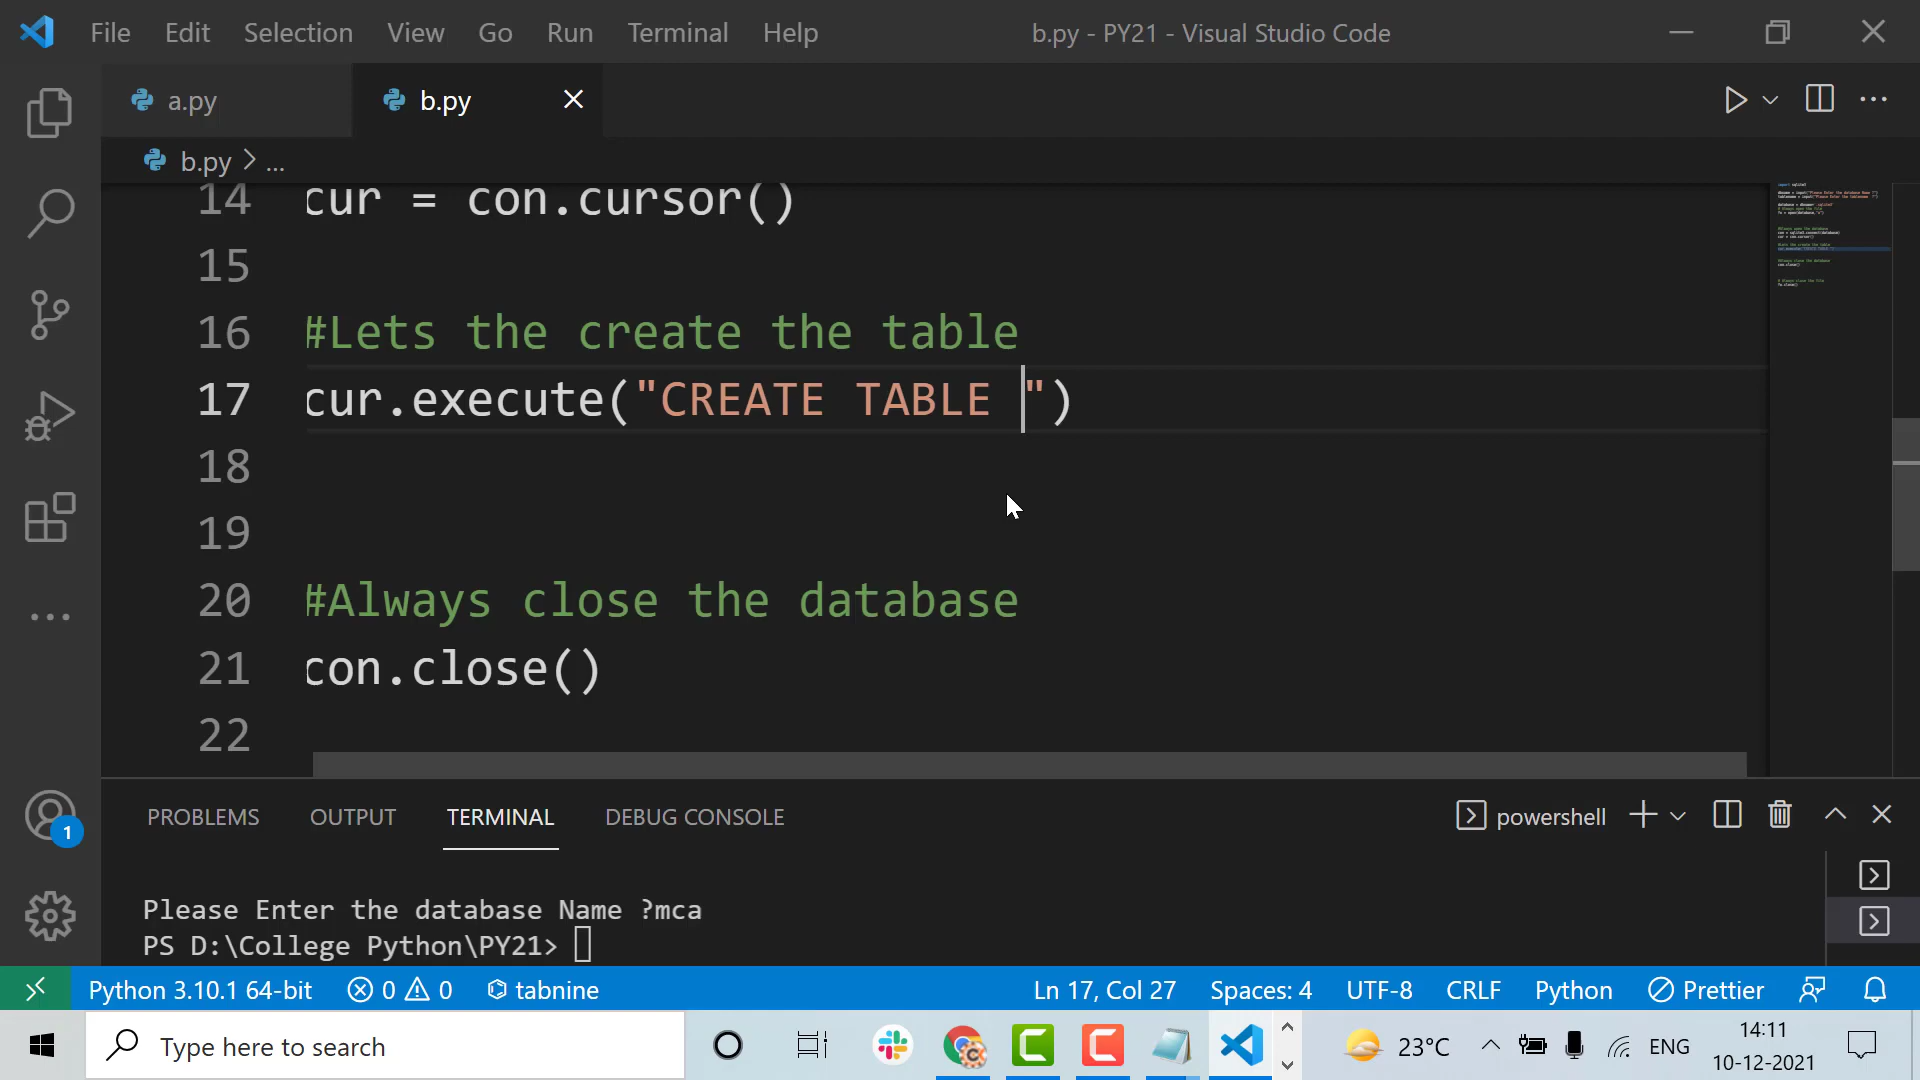 File Edit Selection View Go Run Terminal Help b.py - PY21 - Visual Studio Code
a.py b.py
b.py > ...
14 cur = con.cursor()
15
16 #Lets the create the table
17 cur.execute("CREATE TABLE ")
18
19
20 #Always close the database
21 con.close()
22
PROBLEMS OUTPUT TERMINAL DEBUG CONSOLE powershell
Please Enter the database Name ?mca
PS D:\College Python\PY21>
1
Python 3.10.1 64-bit 0 0 tabnine Ln 17, Col 27 Spaces: 4 UTF-8 CRLF Python Prettier
Type here to search 23°C ENG 14:11
10-12-2021